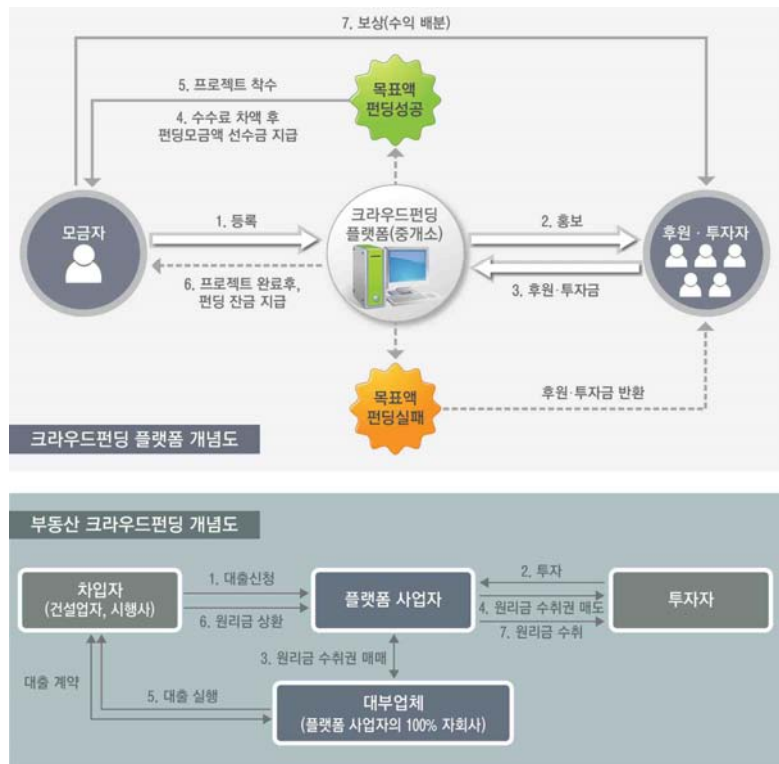 7. 보상(수익 배분)
5. 프로젝트 착수
4. 수수료 차액 후
펀딩모금액 선수금 지급
목표액
펀딩성공
모금자
1. 등록
크라우드펀딩
플랫폼(중개소)
2. 홍보
후원·투자자
6. 프로젝트 완료후,
펀딩 잔금 지급
3. 후원·투자금
목표액
펀딩실패
후원·투자금 반환
크라우드펀딩 플랫폼 개념도
부동산 크라우드펀딩 개념도
차입자
(건설업자, 시행사)
1. 대출신청
6. 원리금 상환
플랫폼 사업자
2. 투자
4. 원리금 수취권 매도
7. 원리금 수취
투자자
3. 원리금 수취권 매매
대출 계약
5. 대출 실행
대부업체
(플랫폼 사업자의 100% 자회사)